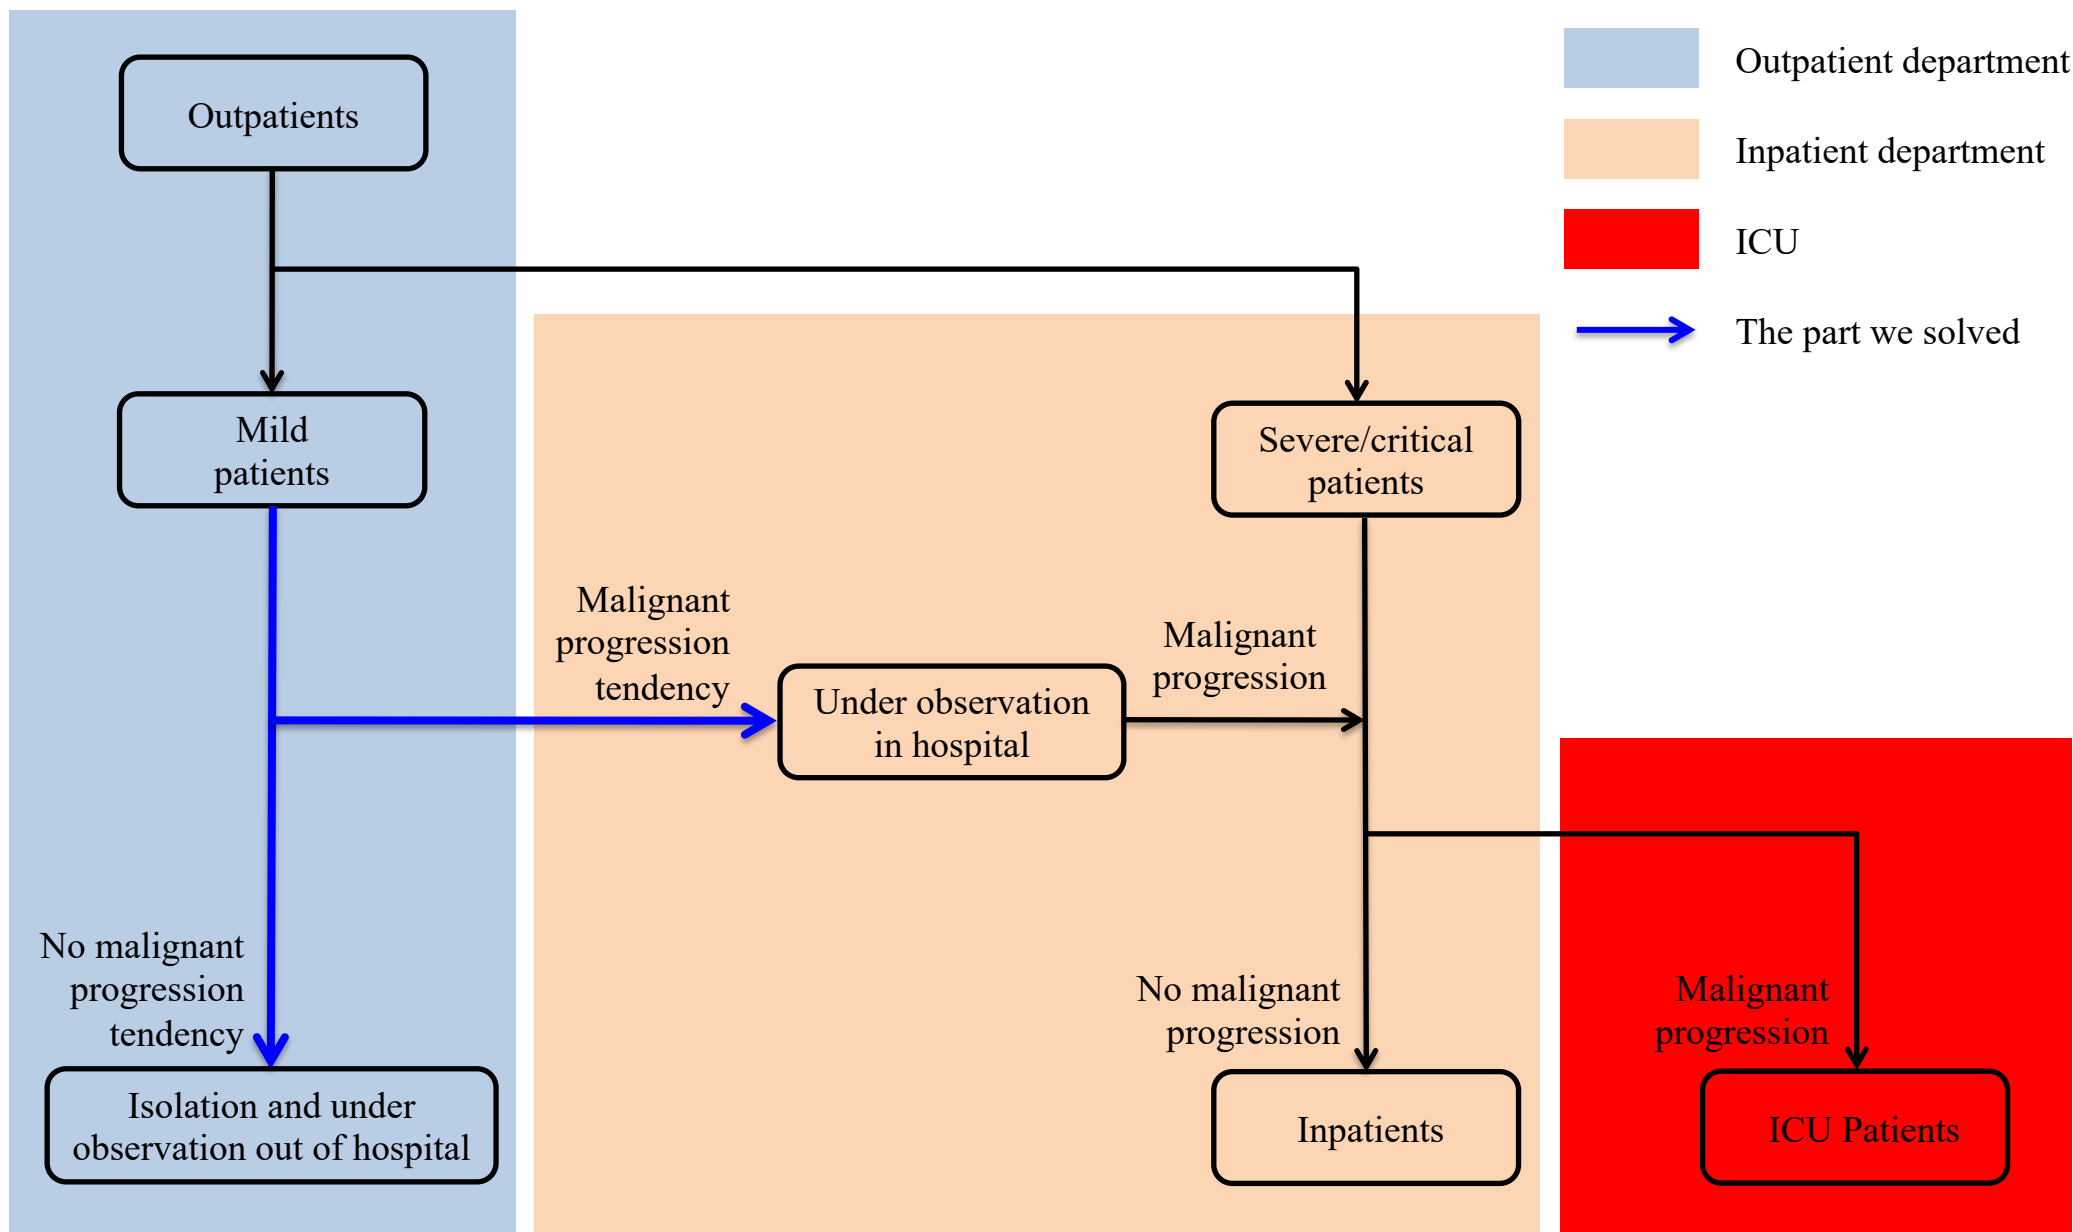 Outpatients
Outpatient department
Inpatient department
ICU
The part we solved
Mild
patients
Severe/critical
patients
Malignant
progression
tendency
Under observation
in hospital
Malignant
progression
No malignant
progression
tendency
Isolation and under
observation out of hospital
No malignant
progression
Inpatients
Malignant
progression
ICU Patients